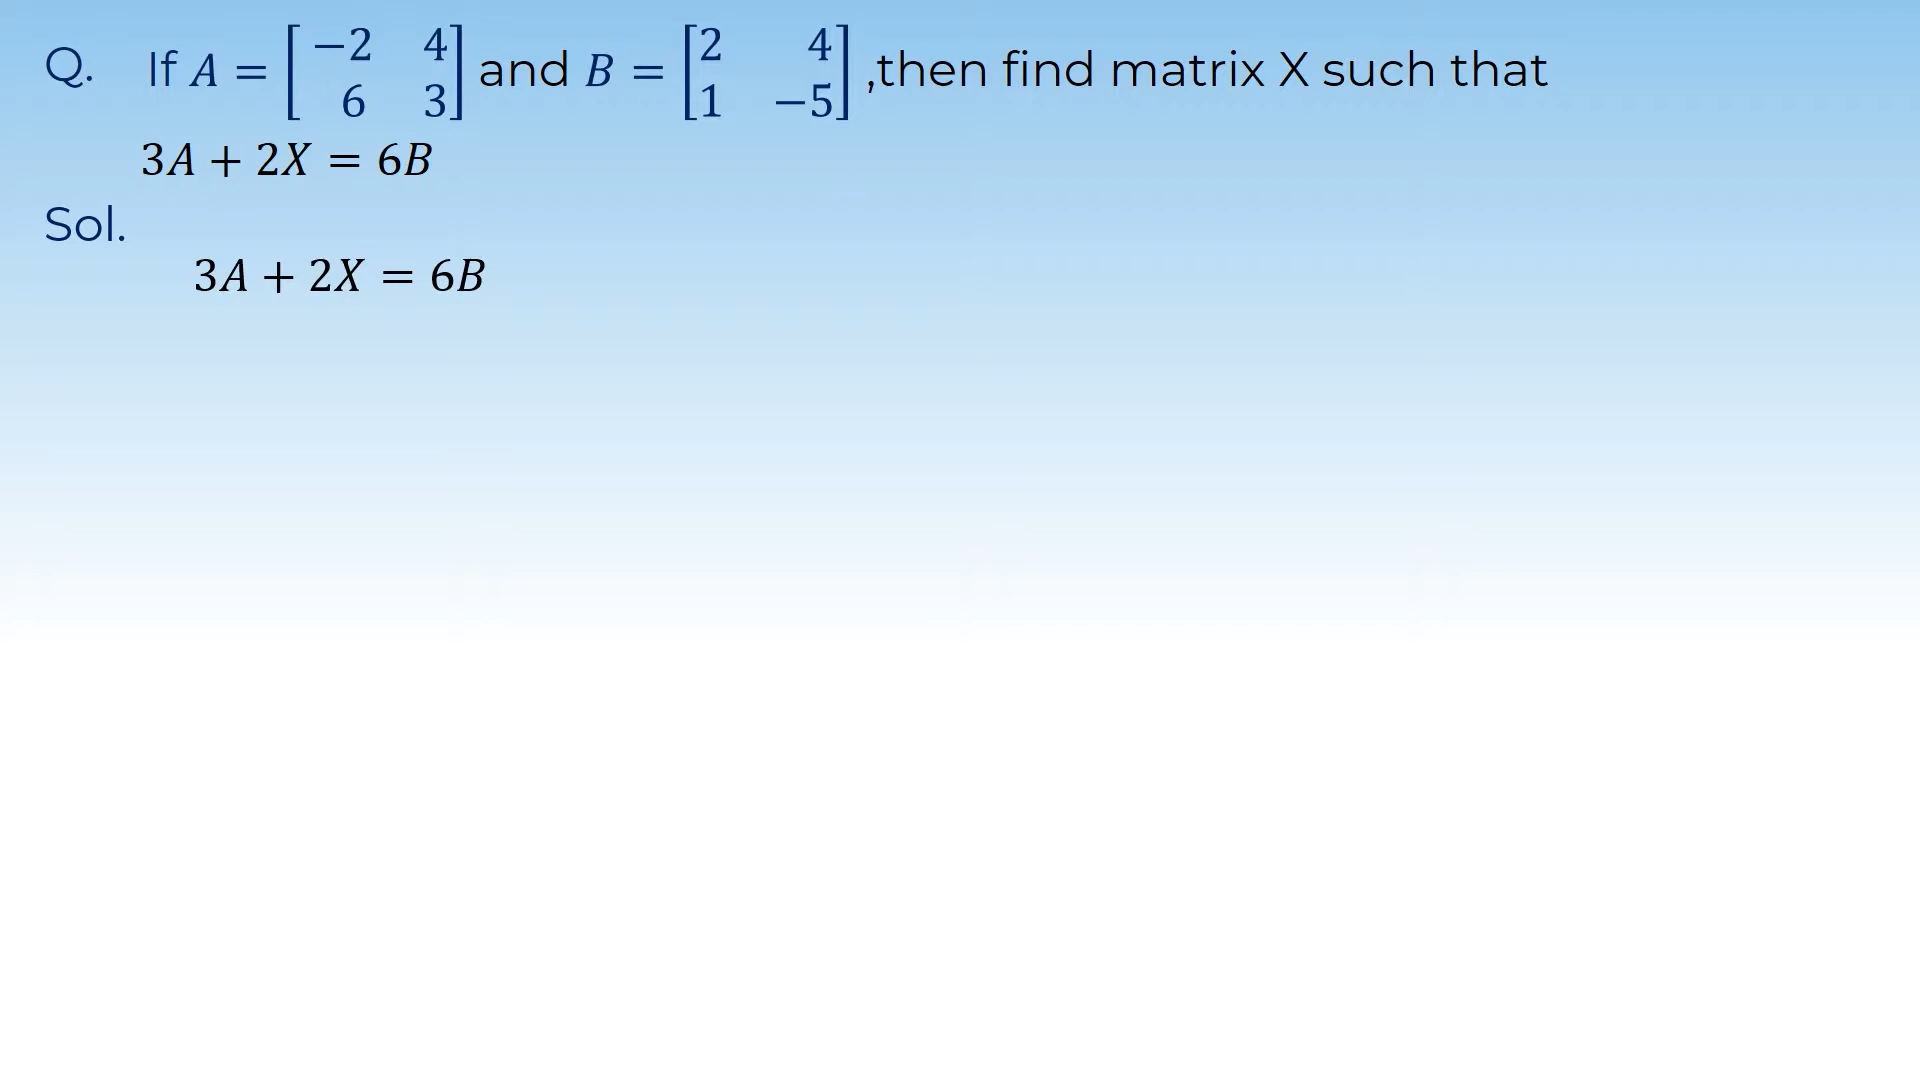 Q. If A = [−2 4; 6 3] and B = [2 4; 1 −5] ,then find matrix X such that
3A + 2X = 6B
Sol.
3A + 2X = 6B